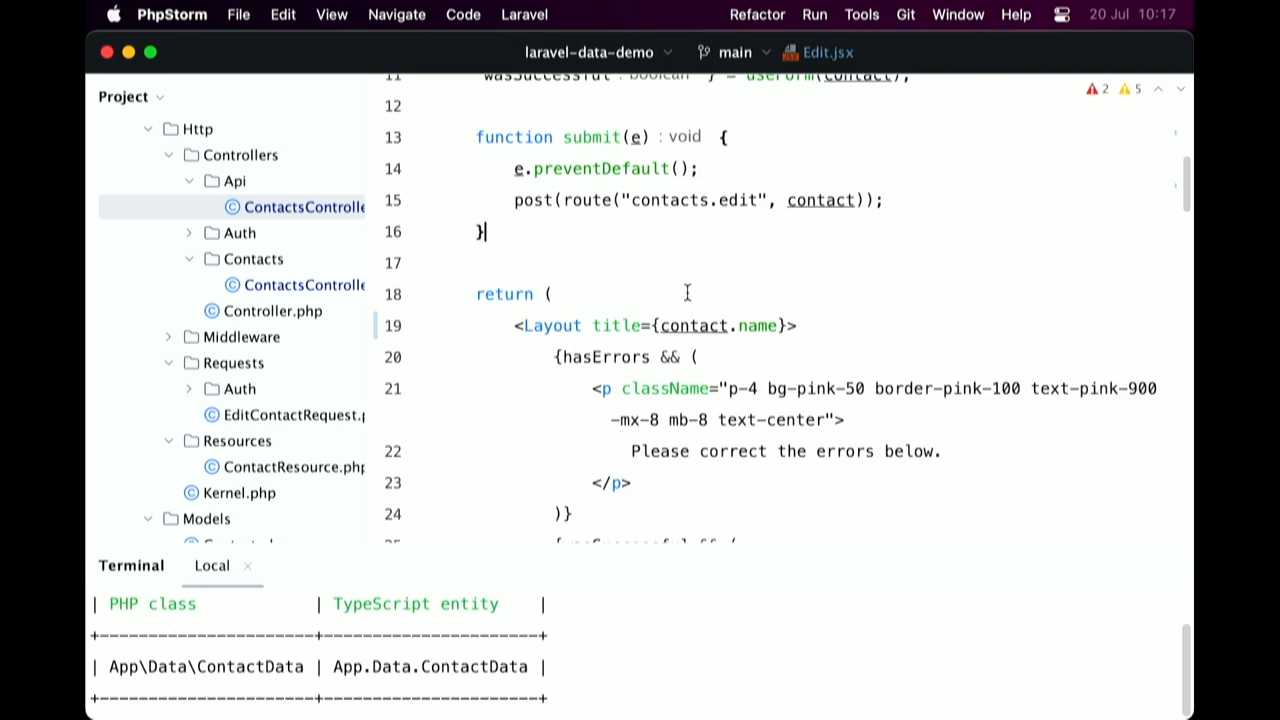 PhpStorm File Edit View Navigate Code Laravel Refactor Run Tools Git Window Help 20 Jul 10:17
laravel-data-demo main Edit.jsx
Project
Http
Controllers
Api
ContactsControlle
Auth
Contacts
ContactsControlle
Controller.php
Middleware
Requests
Auth
EditContactRequest.p
Resources
ContactResource.php
Kernel.php
Models
2 5
11 wasSuccessful : boolean } = useForm(contact);
12
13 function submit(e) : void {
14 e.preventDefault();
15 post(route("contacts.edit", contact));
16 }
17
18 return (
19 <Layout title={contact.name}>
20 {hasErrors && (
21 <p className="p-4 bg-pink-50 border-pink-100 text-pink-900
-mx-8 mb-8 text-center">
22 Please correct the errors below.
23 </p>
24 )}
Terminal Local
| PHP class | TypeScript entity |
+----------------------+----------------------+
| App\Data\ContactData | App.Data.ContactData |
+----------------------+----------------------+